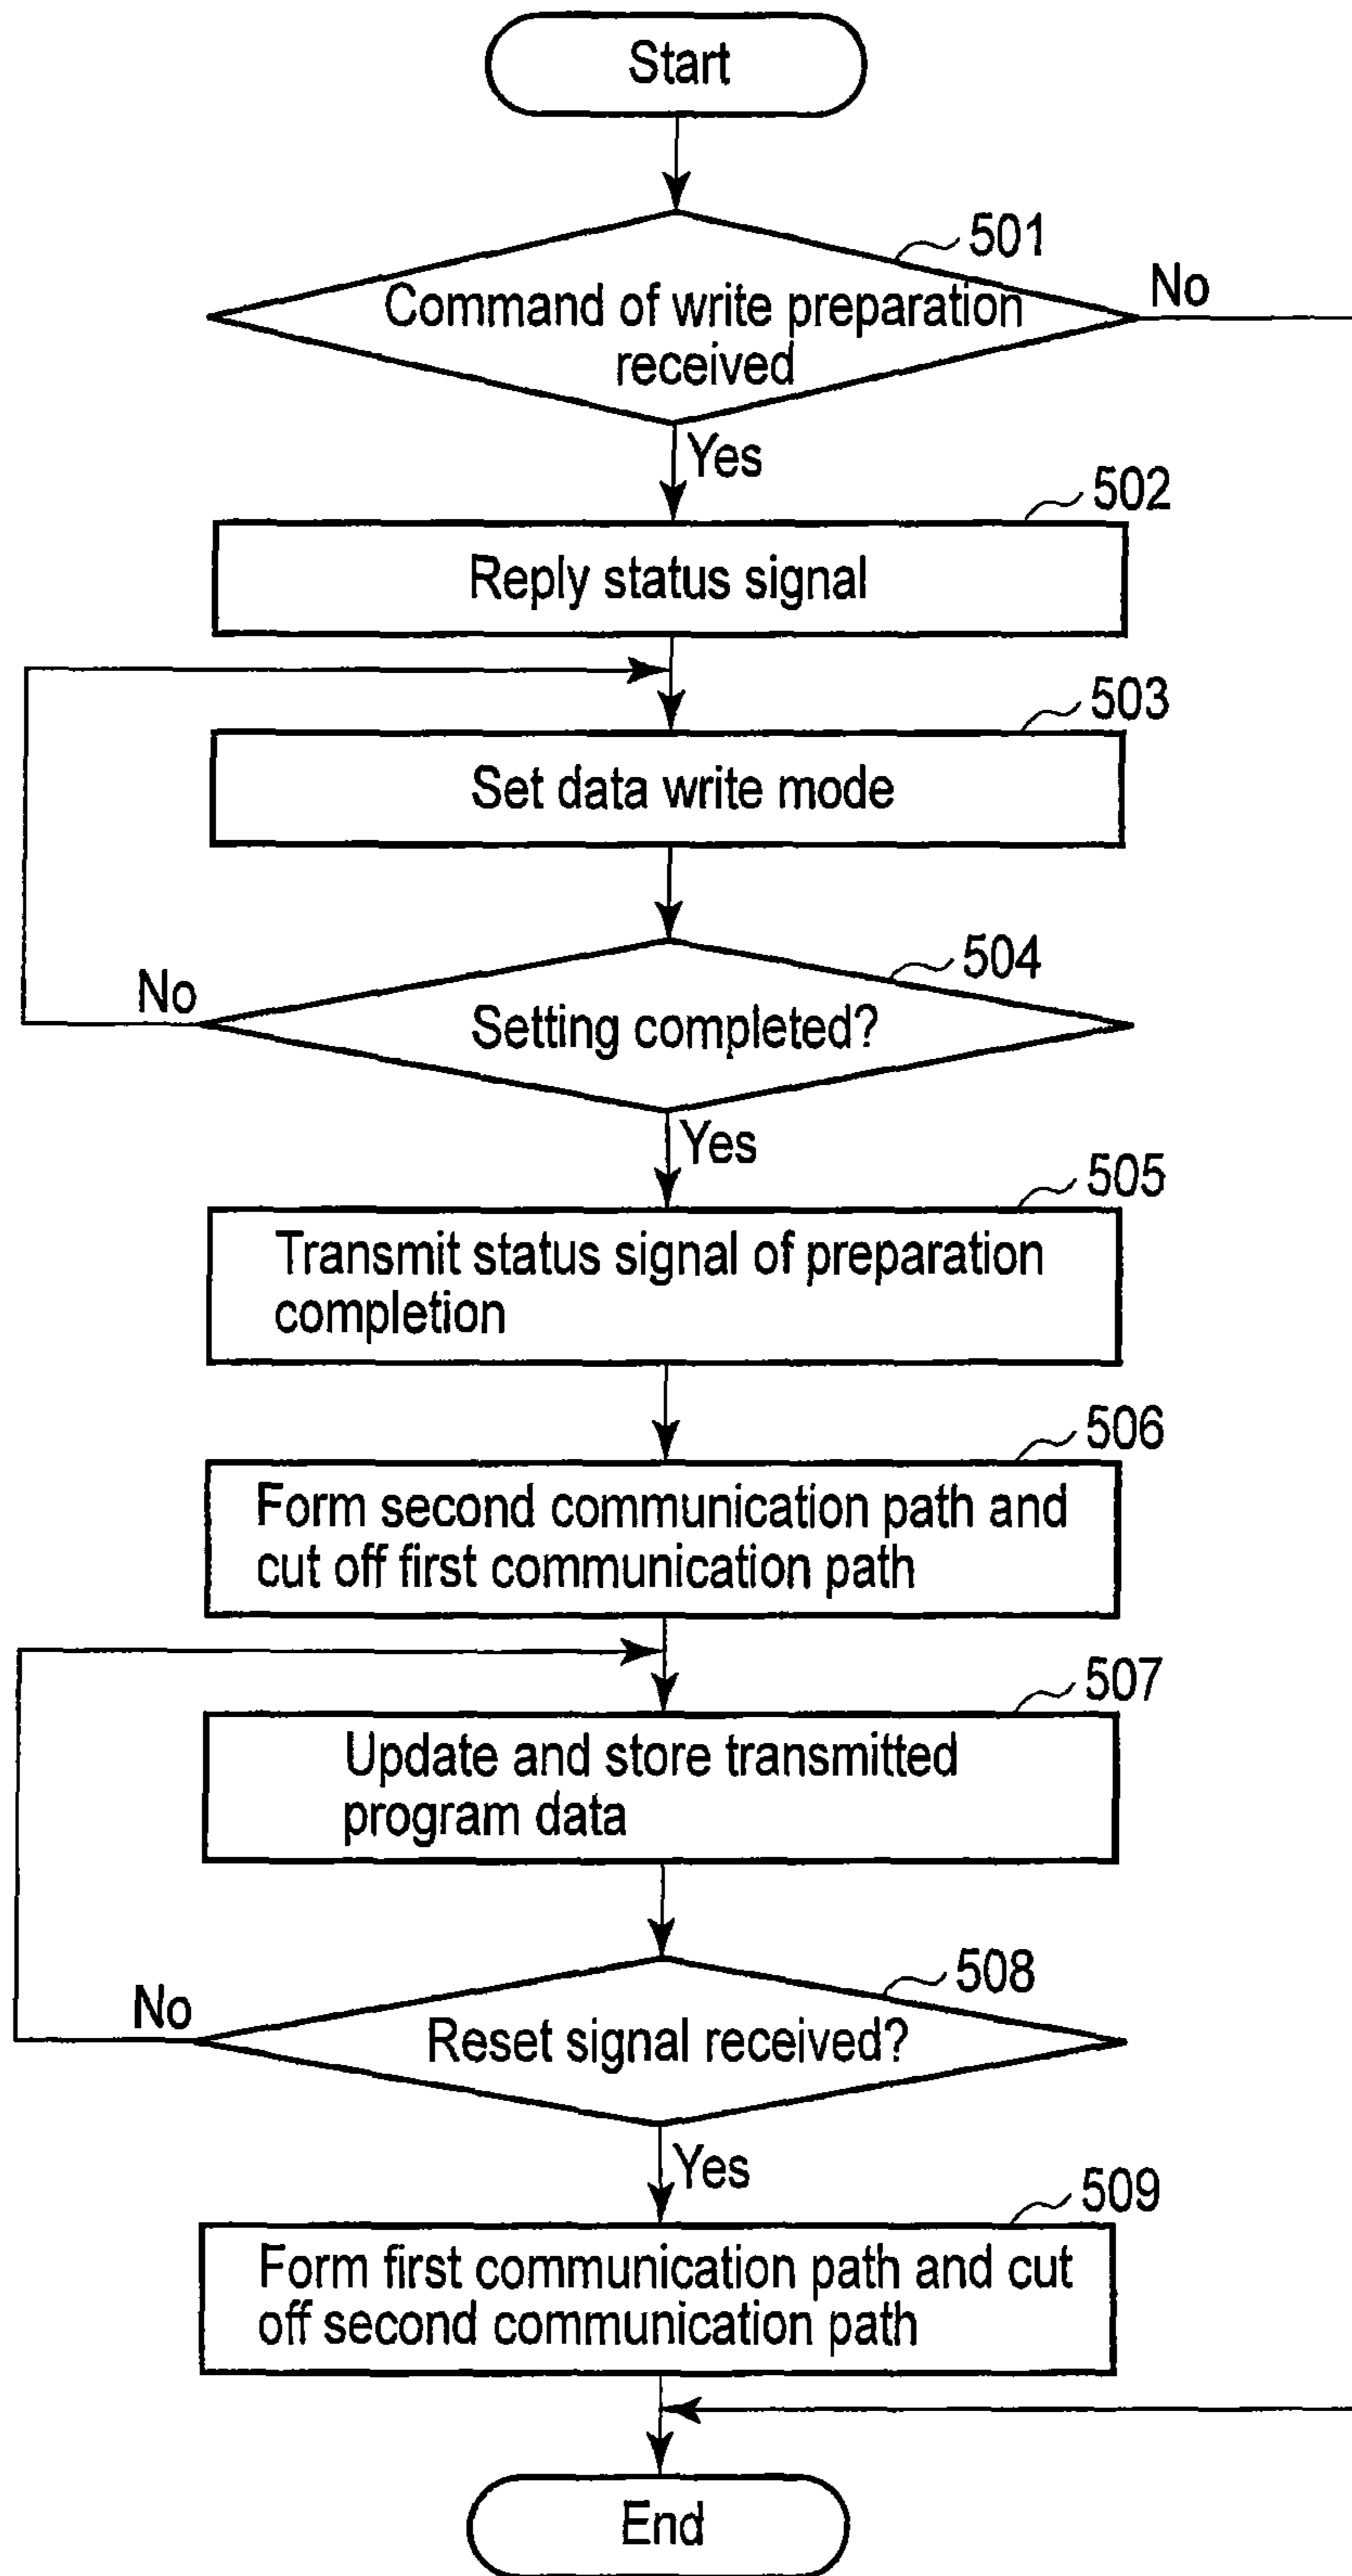 Start
501
Command of write preparation
received
No
Yes
502
Reply status signal
503
Set data write mode
504
No
Setting completed?
Yes
505
Transmit status signal of preparation
completion
506
Form second communication path and
cut off first communication path
507
Update and store transmitted
program data
508
No
Reset signal received?
Yes
509
Form first communication path and cut
off second communication path
End